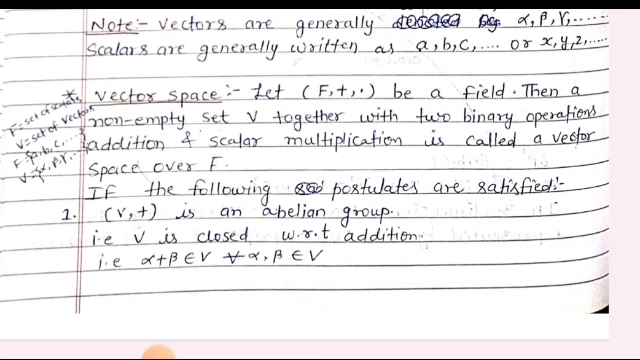 Note:- Vectors are generally α, β, γ, ......
Scalars are generally written as a, b, c, .... or x, y, z, ....
* Vector space:- Let (F, +, .) be a field. Then a
non-empty set V together with two binary operations
addition & scalar multiplication is called a vector
space over F.
If the following postulates are satisfied:-
1. (V, +) is an abelian group.
i.e V is closed w.r.t addition.
i.e α+β ∈ V ∀ α, β ∈ V
F = set of scalars
V = set of vectors
F = {a, b, c, ...}
V = {α, β, γ, ...}